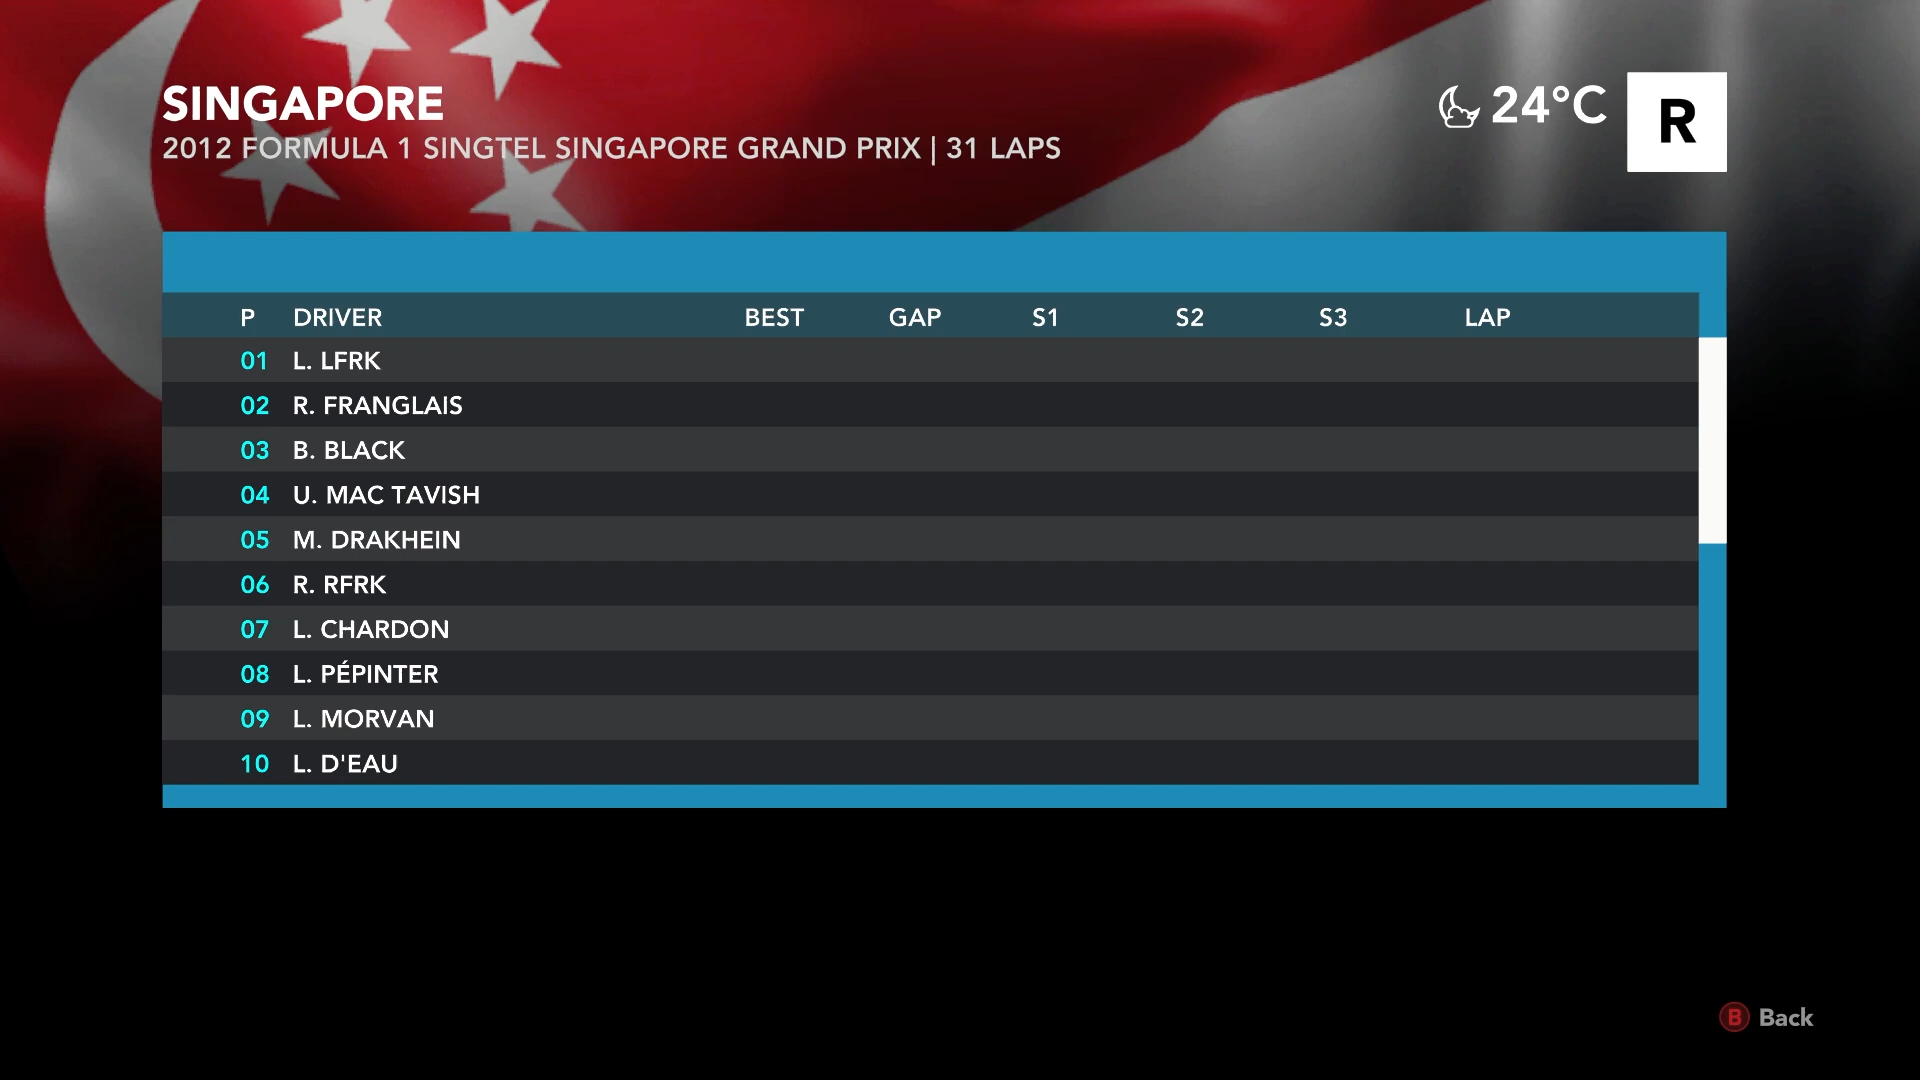 SINGAPORE
2012 FORMULA 1 SINGTEL SINGAPORE GRAND PRIX | 31 LAPS
24°C
R
P DRIVER BEST GAP S1 S2 S3 LAP
01 L. LFRK
02 R. FRANGLAIS
03 B. BLACK
04 U. MAC TAVISH
05 M. DRAKHEIN
06 R. RFRK
07 L. CHARDON
08 L. PÉPINTER
09 L. MORVAN
10 L. D'EAU
B Back